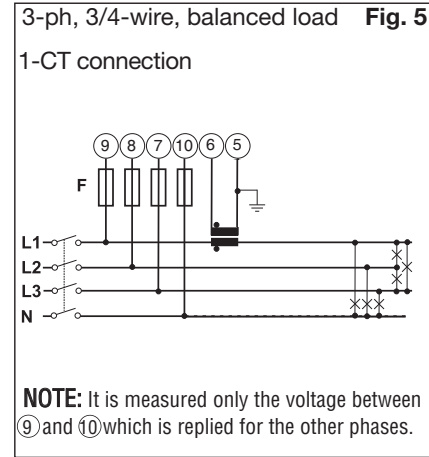 3-ph, 3/4-wire, balanced load Fig. 5
1-CT connection
9 8 7 10 6 5
F
L1
L2
L3
N
NOTE: It is measured only the voltage between
9 and 10 which is replied for the other phases.